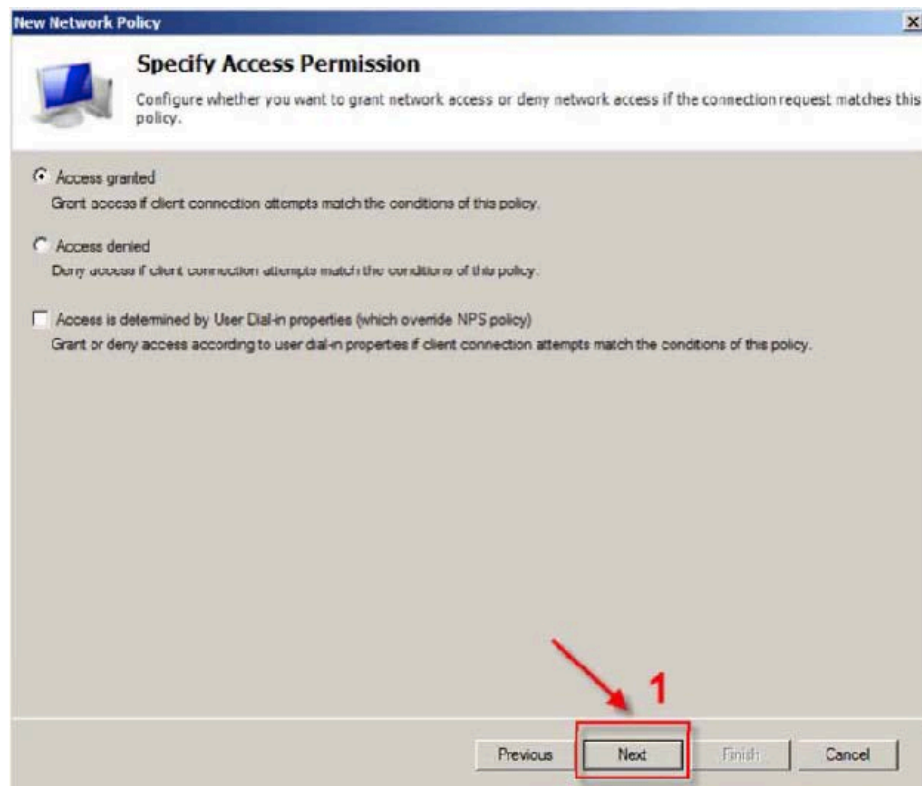 New Network Policy
Specify Access Permission
Configure whether you want to grant network access or deny network access if the connection request matches this
policy.
Access granted
Grant access if client connection attempts match the conditions of this policy.
Access denied
Deny access if client connection attempts match the conditions of this policy.
Access is determined by User Dial-in properties (which override NPS policy)
Grant or deny access according to user dial-in properties if client connection attempts match the conditions of this policy.
1
Previous Next Finish Cancel